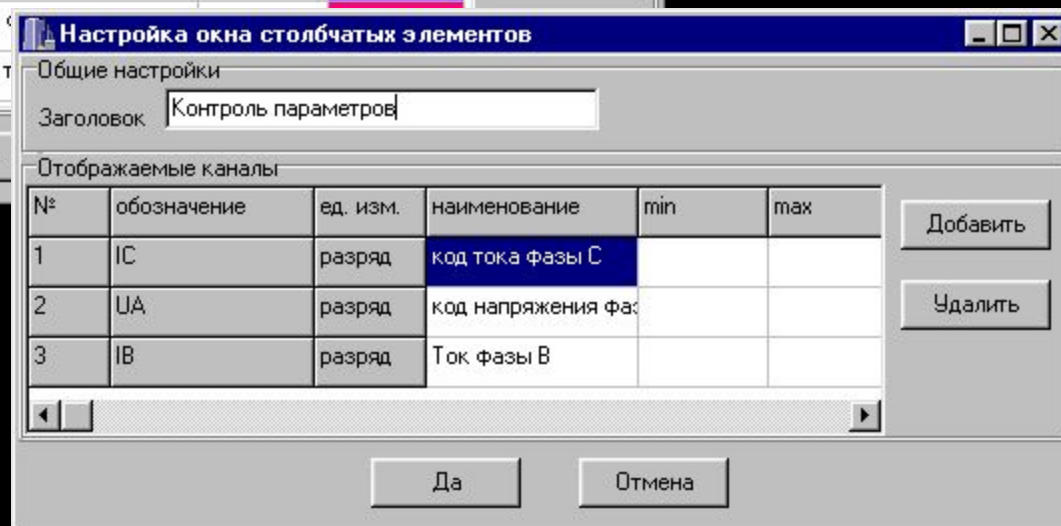 Настройка окна столбчатых элементов
Общие настройки
Заголовок Контроль параметров
Отображаемые каналы
№ обозначение ед. изм. наименование min max
Добавить
1 IC разряд код тока фазы С
2 UA разряд код напряжения
Удалить
3 IB разряд Ток фазы В
Да Отмена